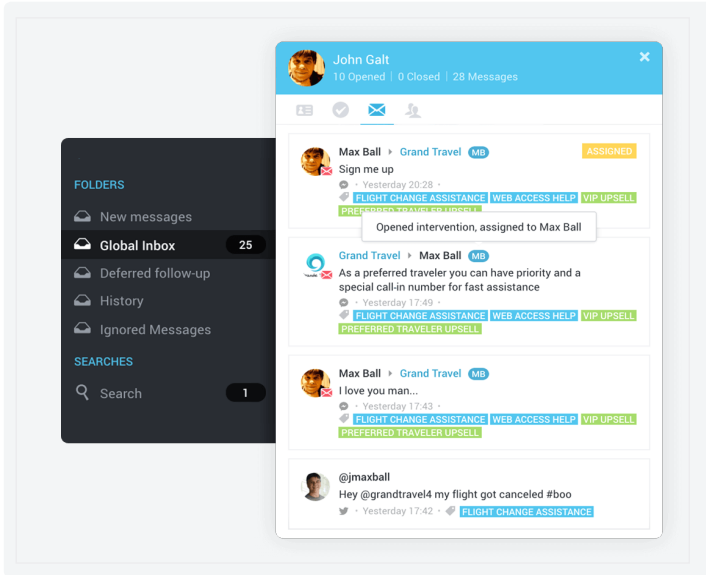 John Galt
10 Opened | 0 Closed | 28 Messages
FOLDERS
New messages
Global Inbox 25
Deferred follow-up
History
Ignored Messages
SEARCHES
Search 1
Max Ball Grand Travel MB ASSIGNED
Sign me up
· Yesterday 20:28 ·
FLIGHT CHANGE ASSISTANCE WEB ACCESS HELP VIP UPSELL
PREFERRED TRAVELER UPSELL
Opened intervention, assigned to Max Ball
Grand Travel Max Ball MB
As a preferred traveler you can have priority and a
special call-in number for fast assistance
· Yesterday 17:49 ·
FLIGHT CHANGE ASSISTANCE WEB ACCESS HELP VIP UPSELL
PREFERRED TRAVELER UPSELL
Max Ball Grand Travel MB
I love you man...
· Yesterday 17:43 ·
FLIGHT CHANGE ASSISTANCE WEB ACCESS HELP VIP UPSELL
PREFERRED TRAVELER UPSELL
@jmaxball
Hey @grandtravel4 my flight got canceled #boo
· Yesterday 17:42 · FLIGHT CHANGE ASSISTANCE